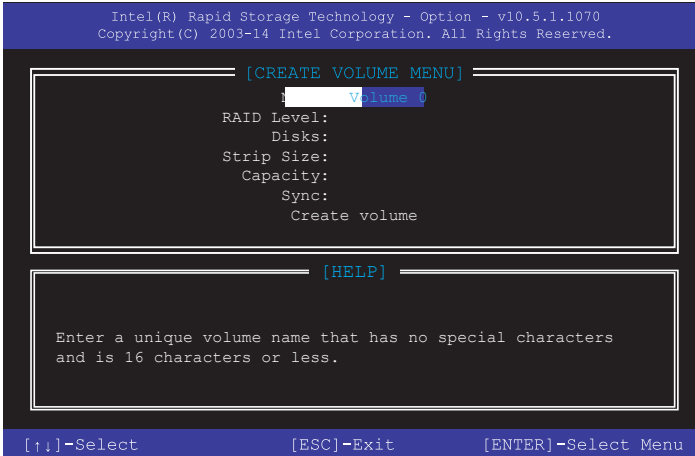 Intel(R) Rapid Storage Technology - Option - v10.5.1.1070
Copyright(C) 2003-14 Intel Corporation. All Rights Reserved.
[CREATE VOLUME MENU]
Volume 0
RAID Level:
Disks:
Strip Size:
Capacity:
Sync:
Create volume
[HELP]
Enter a unique volume name that has no special characters
and is 16 characters or less.
[↑↓]-Select [ESC]-Exit [ENTER]-Select Menu